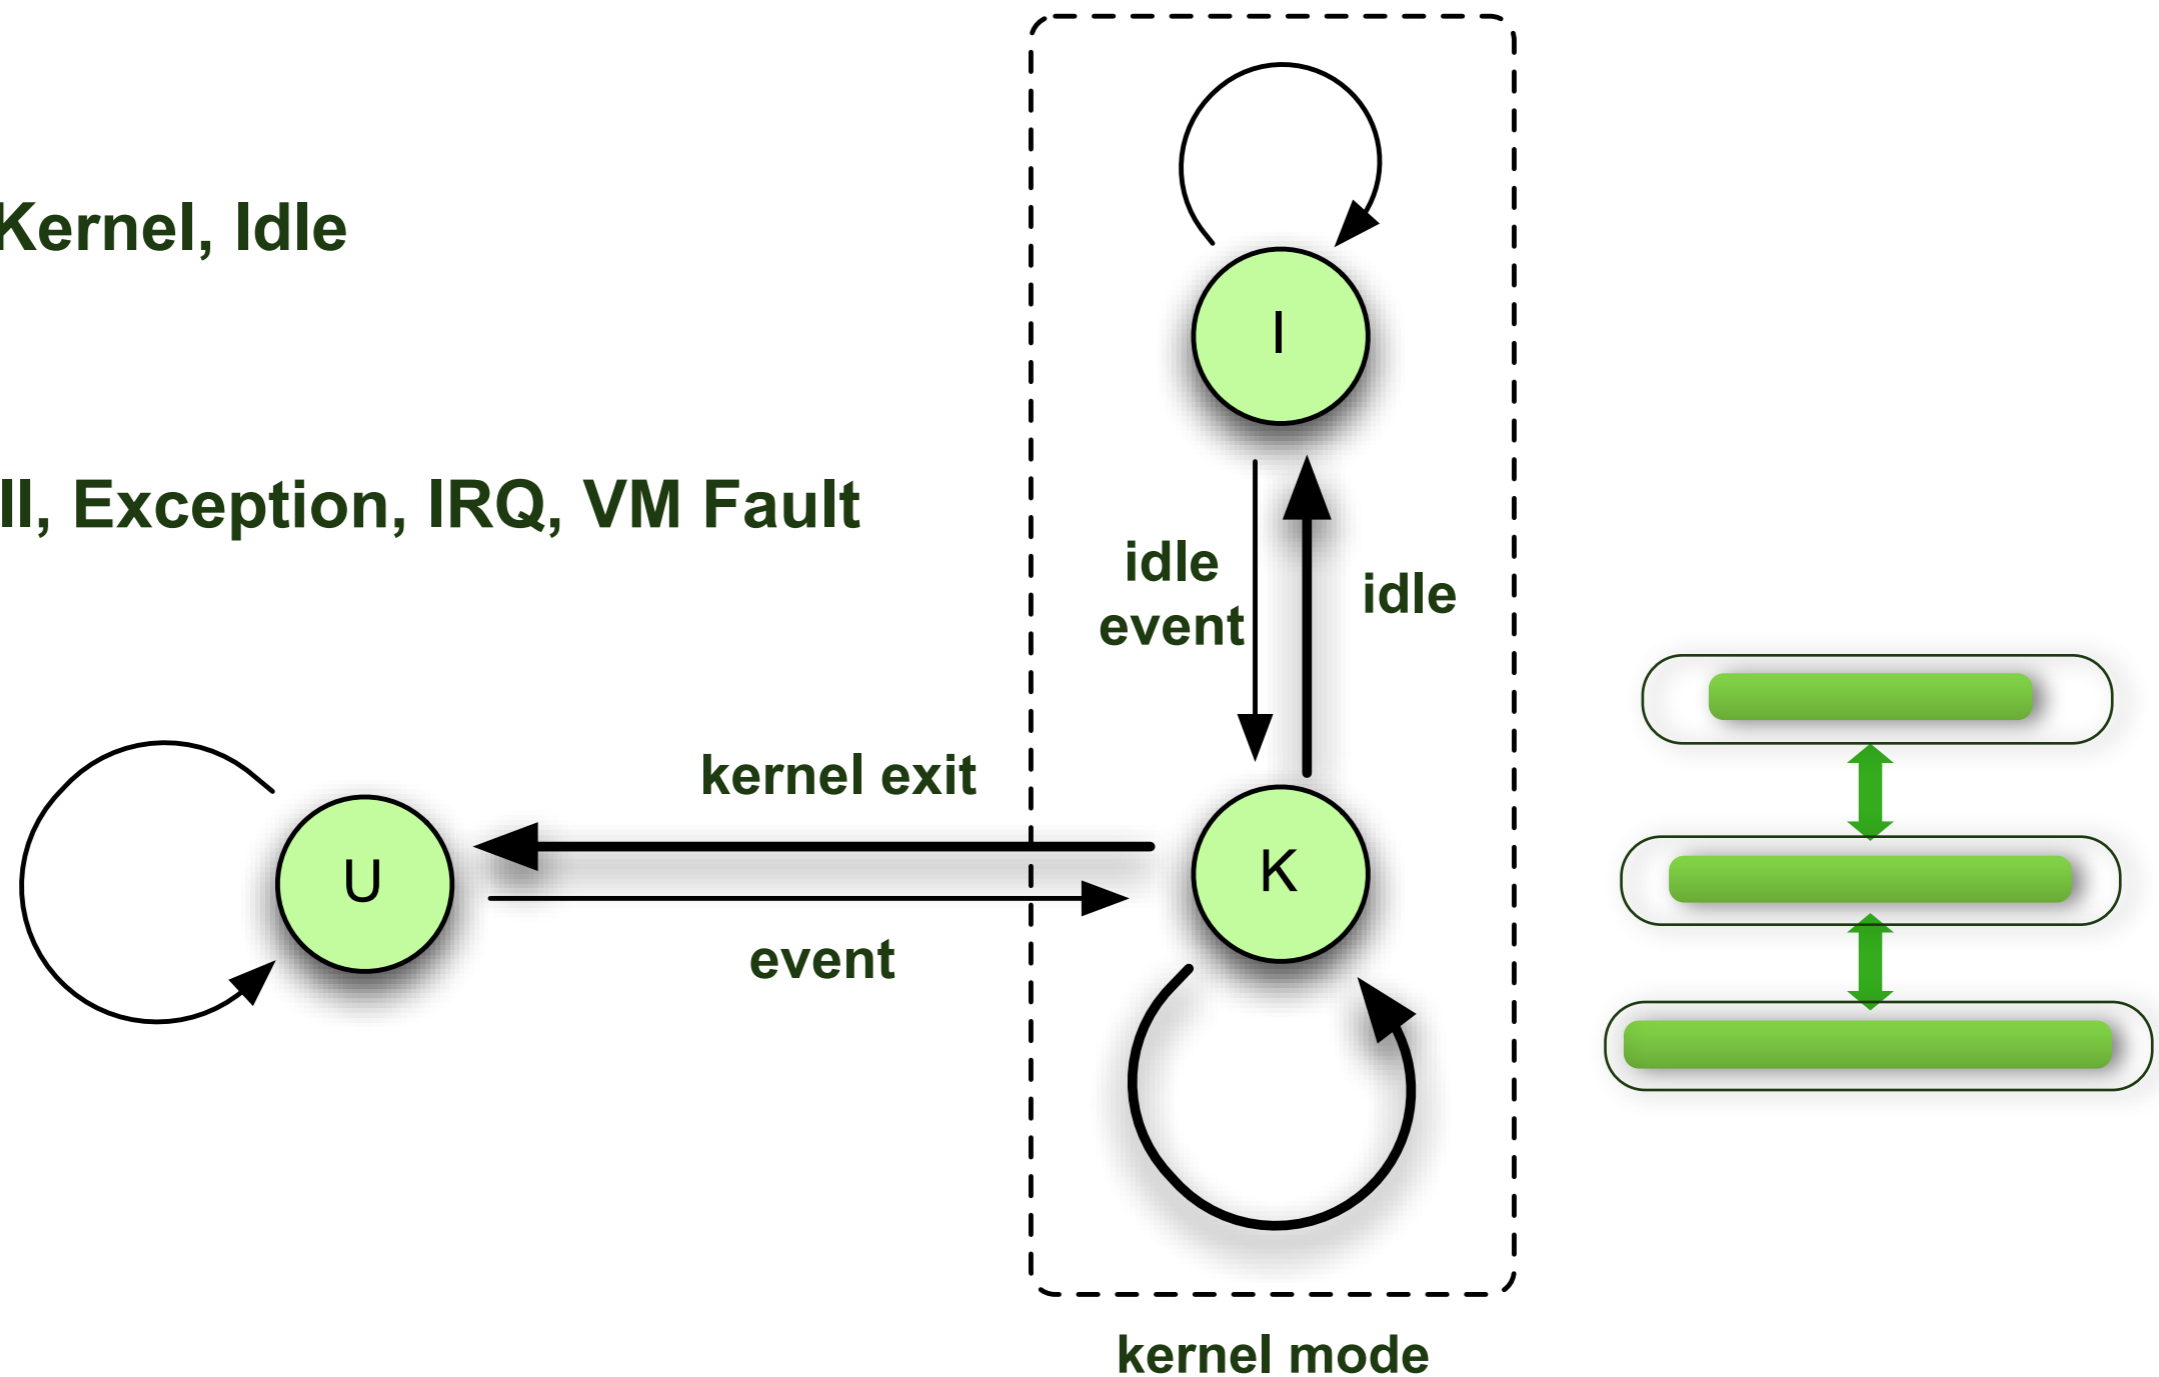 Kernel, Idle
ll, Exception, IRQ, VM Fault
I
idle
event
idle
kernel exit
U
K
event
kernel mode